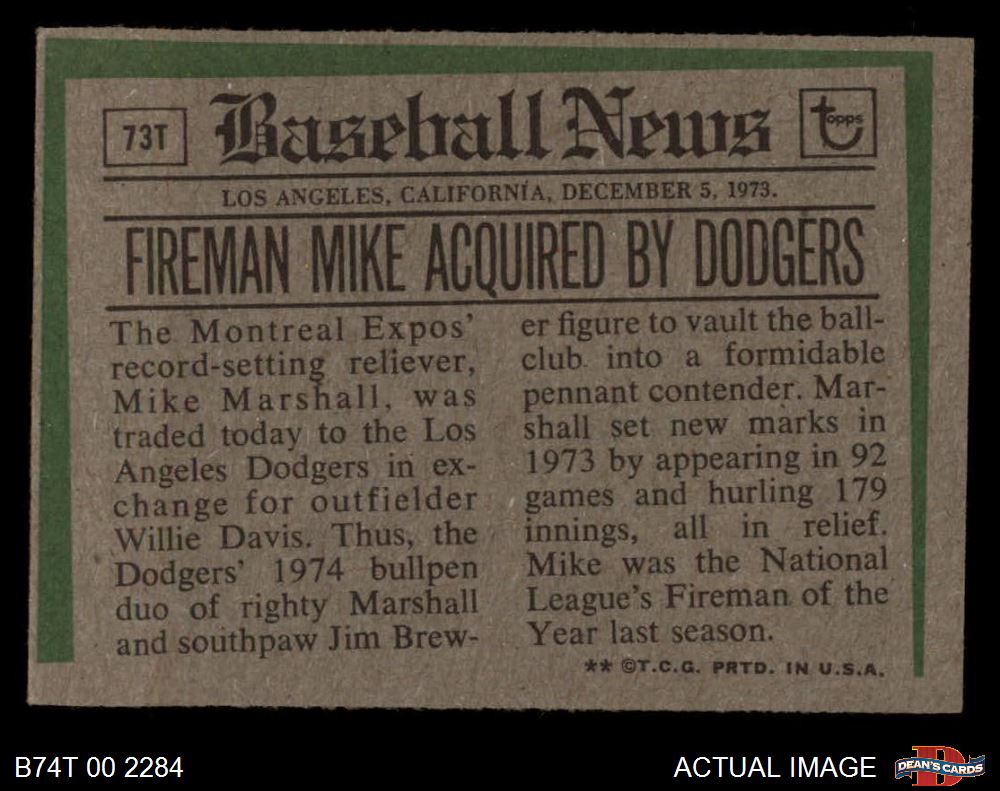 73T
Baseball News
topps
LOS ANGELES, CALIFORNIA, DECEMBER 5, 1973.
FIREMAN MIKE ACQUIRED BY DODGERS
The Montreal Expos'
record-setting reliever,
Mike Marshall, was
traded today to the Los
Angeles Dodgers in ex-
change for outfielder
Willie Davis. Thus, the
Dodgers' 1974 bullpen
duo of righty Marshall
and southpaw Jim Brew-
er figure to vault the ball-
club into a formidable
pennant contender. Mar-
shall set new marks in
1973 by appearing in 92
games and hurling 179
innings, all in relief.
Mike was the National
League's Fireman of the
Year last season.
** ©T.C.G. PRTD. IN U.S.A.
B74T 00 2284
ACTUAL IMAGE
D
DEAN'S CARDS